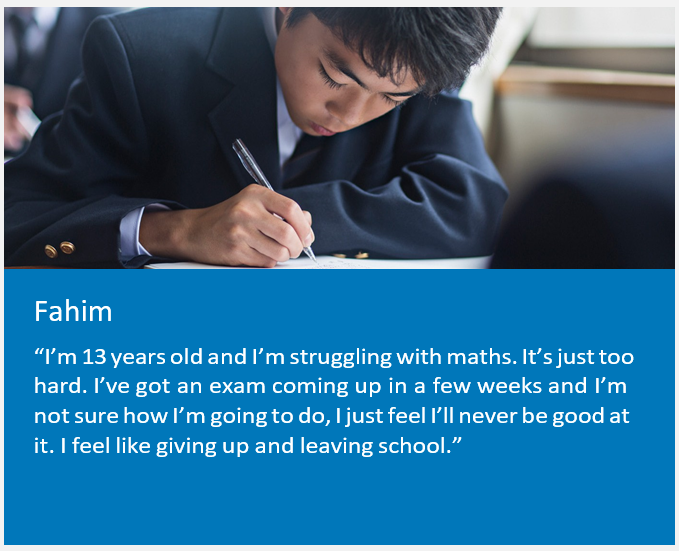 Fahim
“I’m 13 years old and I’m struggling with maths. It’s just too
hard. I’ve got an exam coming up in a few weeks and I’m
not sure how I’m going to do, I just feel I’ll never be good at
it. I feel like giving up and leaving school.”